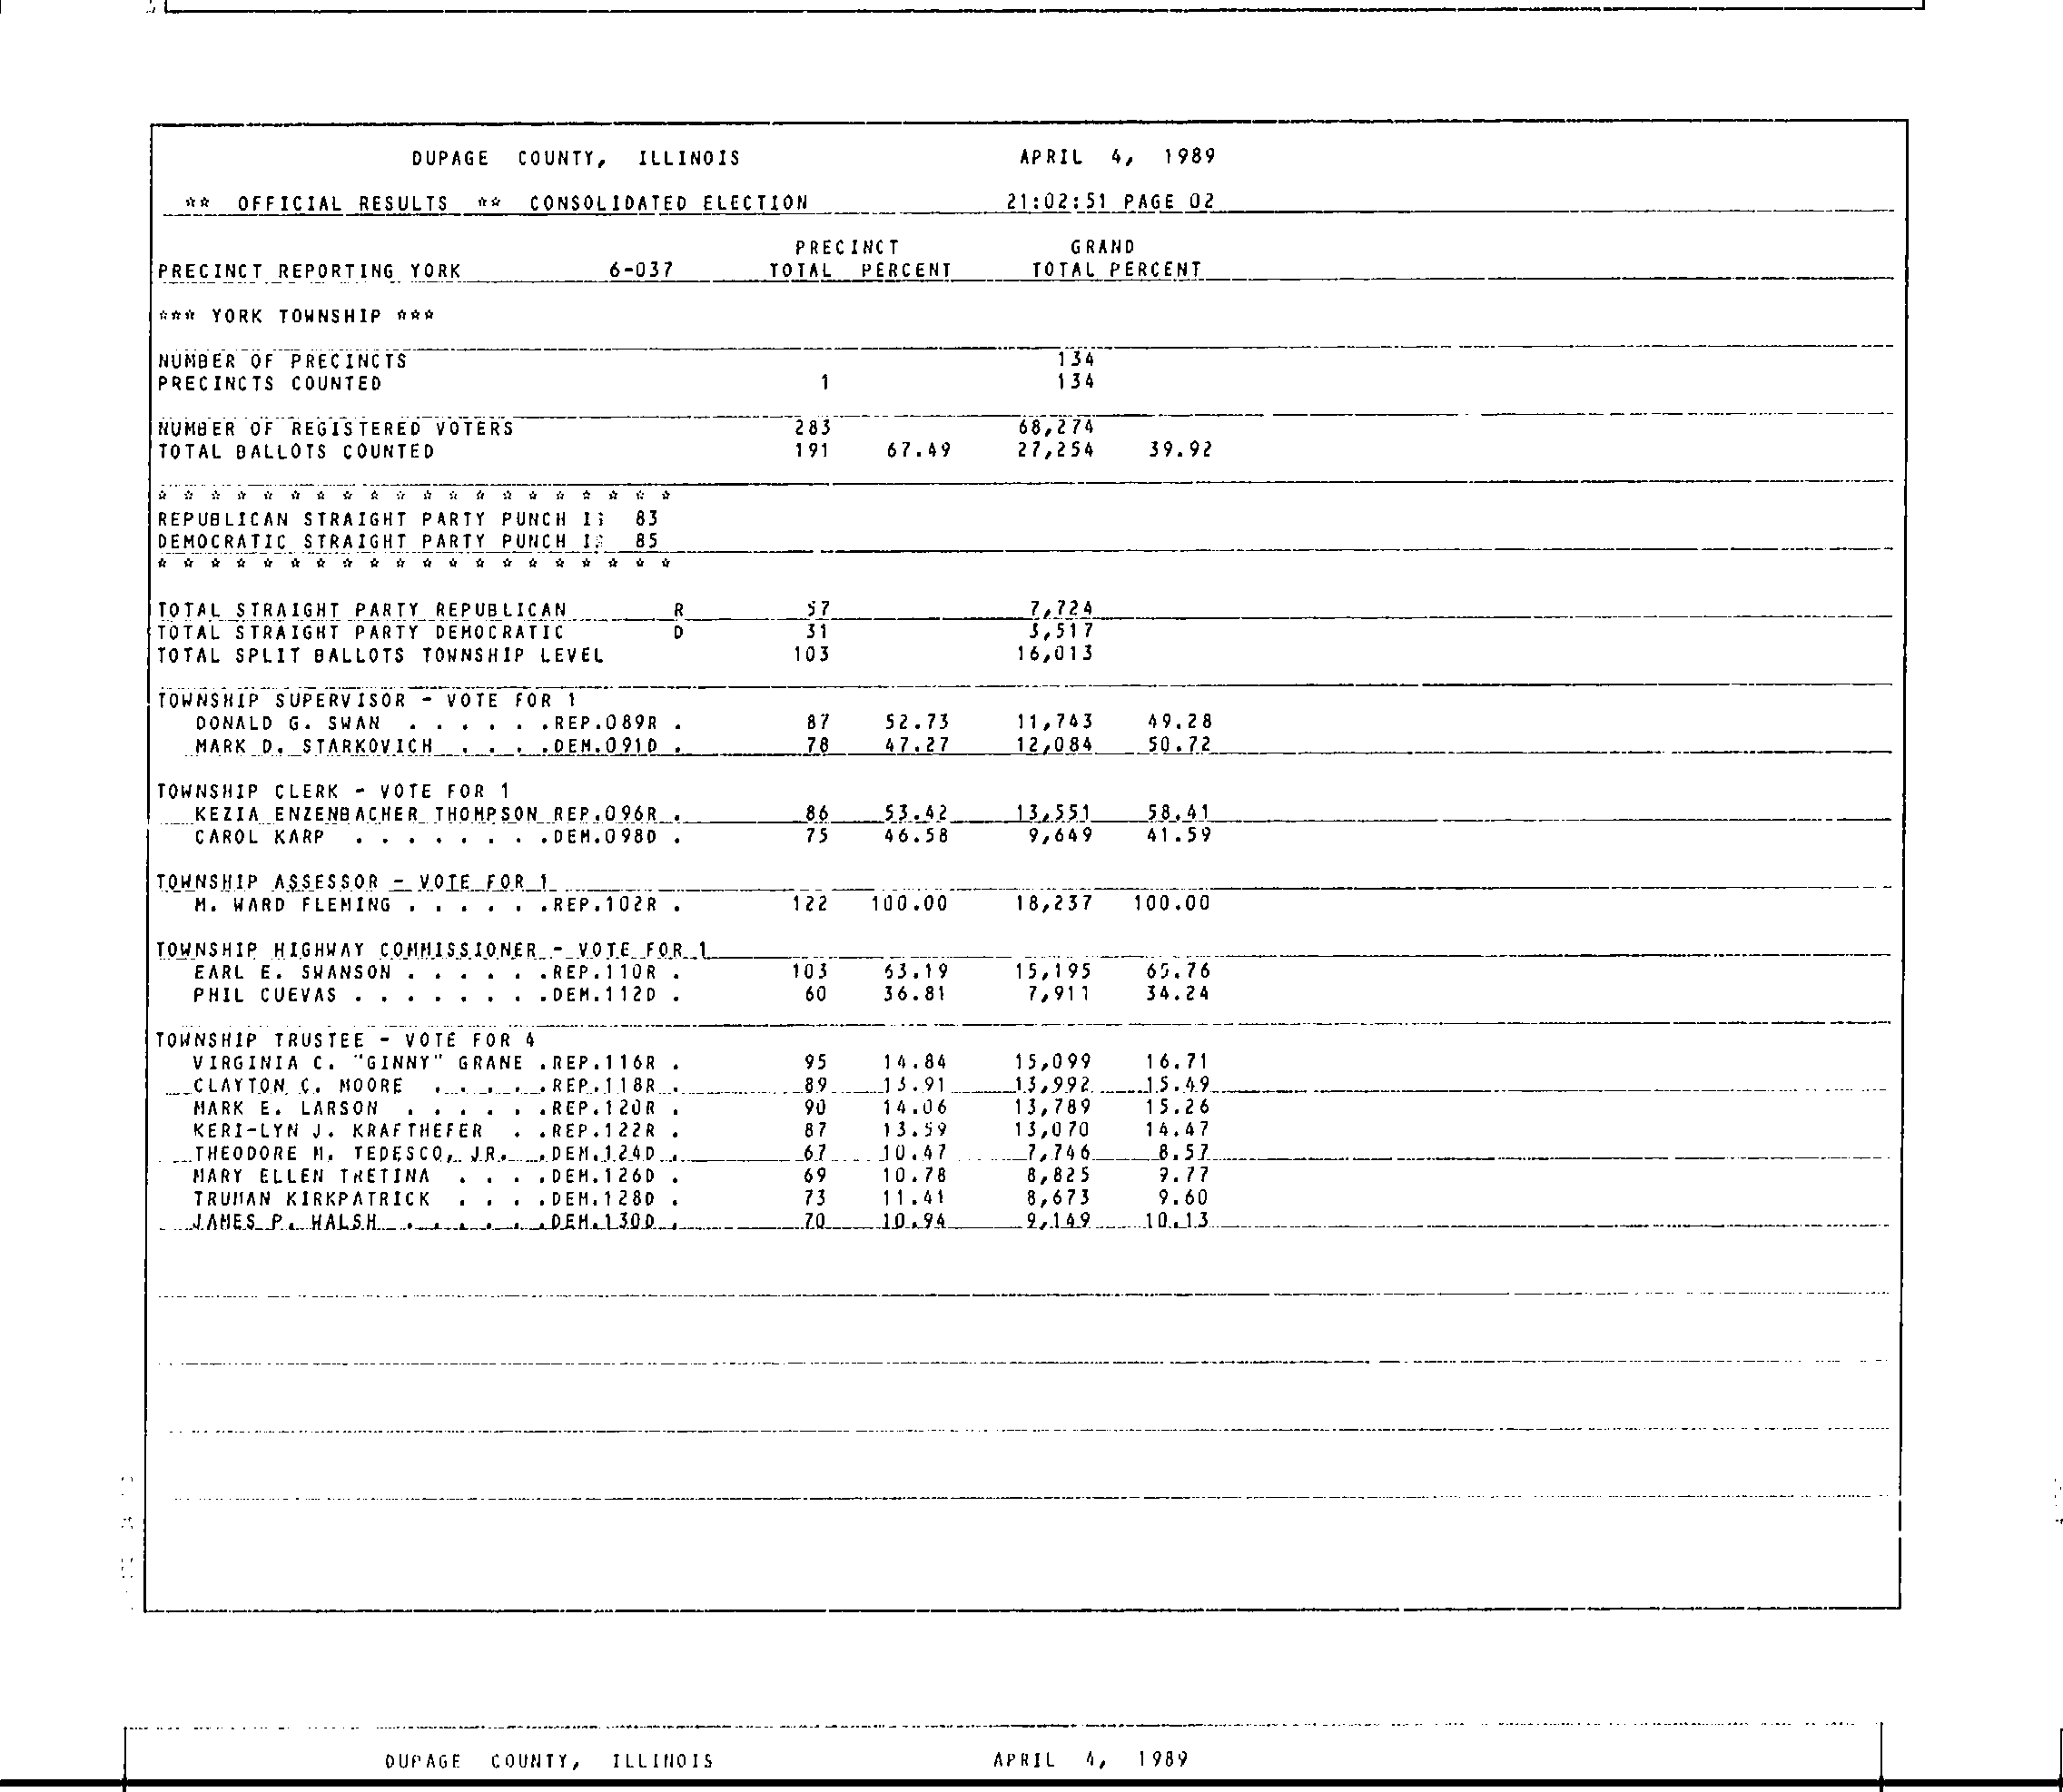 DUPAGE COUNTY, ILLINOIS APRIL 4, 1989
** OFFICIAL RESULTS ** CONSOLIDATED ELECTION 21:02:51 PAGE 02
PRECINCT GRAND
PRECINCT REPORTING YORK 6-037 TOTAL PERCENT TOTAL PERCENT
*** YORK TOWNSHIP ***
NUMBER OF PRECINCTS 134
PRECINCTS COUNTED 1 134
NUMBER OF REGISTERED VOTERS 283 68,274
TOTAL BALLOTS COUNTED 191 67.49 27,254 39.92
* * * * * * * * * * * * * * * * * * * *
REPUBLICAN STRAIGHT PARTY PUNCH IS 83
DEMOCRATIC STRAIGHT PARTY PUNCH IS 85
* * * * * * * * * * * * * * * * * * * *
TOTAL STRAIGHT PARTY REPUBLICAN R 57 7,724
TOTAL STRAIGHT PARTY DEMOCRATIC D 31 3,517
TOTAL SPLIT BALLOTS TOWNSHIP LEVEL 103 16,013
TOWNSHIP SUPERVISOR - VOTE FOR 1
DONALD G. SWAN . . . . . .REP.089R . 87 52.73 11,743 49.28
MARK D. STARKOVICH . . . .DEM.091D . 78 47.27 12,084 50.72
TOWNSHIP CLERK - VOTE FOR 1
KEZIA ENZENBACHER THOMPSON REP.096R . 86 53.42 13,551 58.41
CAROL KARP . . . . . . . .DEM.098D . 75 46.58 9,649 41.59
TOWNSHIP ASSESSOR - VOTE FOR 1
M. WARD FLEMING . . . . . .REP.102R . 122 100.00 18,237 100.00
TOWNSHIP HIGHWAY COMMISSIONER - VOTE FOR 1
EARL E. SWANSON . . . . . .REP.110R . 103 63.19 15,195 65.76
PHIL CUEVAS . . . . . . . .DEM.112D . 60 36.81 7,911 34.24
TOWNSHIP TRUSTEE - VOTE FOR 4
VIRGINIA C. "GINNY" GRANE .REP.116R . 95 14.84 15,099 16.71
CLAYTON C. MOORE . . . . .REP.118R . 89 13.91 13,992 15.49
MARK E. LARSON . . . . . .REP.120R . 90 14.06 13,789 15.26
KERI-LYN J. KRAFTHEFER . .REP.122R . 87 13.59 13,070 14.47
THEODORE M. TEDESCO, JR. .DEM.124D . 67 10.47 7,746 8.57
MARY ELLEN TRETINA . . . .DEM.126D . 69 10.78 8,825 9.77
TRUMAN KIRKPATRICK . . . .DEM.128D . 73 11.41 8,673 9.60
JAMES P. WALSH . . . . . .DEM.130D . 70 10.94 9,149 10.13
DUPAGE COUNTY, ILLINOIS APRIL 4, 1989